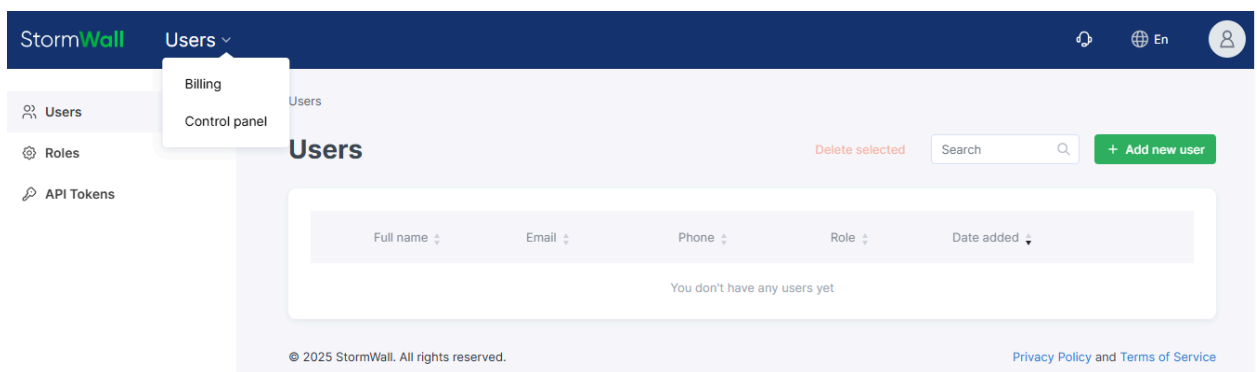 StormWall Users En
Billing
Control panel
Users
Roles
API Tokens
Users
Users Delete selected Search + Add new user
Full name Email Phone Role Date added
You don't have any users yet
© 2025 StormWall. All rights reserved. Privacy Policy and Terms of Service